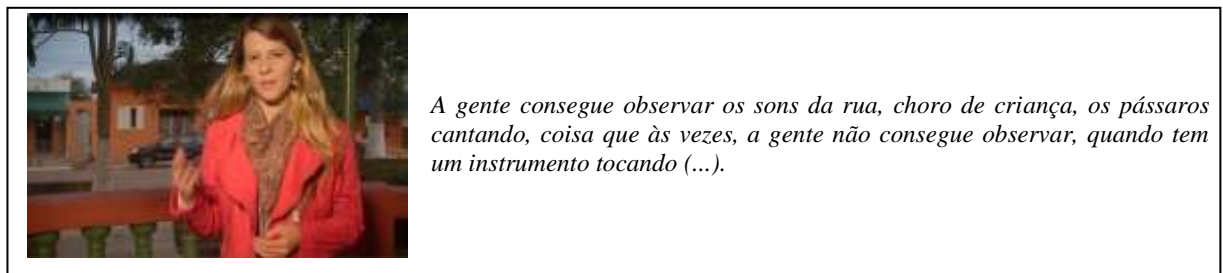 A gente consegue observar os sons da rua, choro de criança, os pássaros
cantando, coisa que às vezes, a gente não consegue observar, quando tem
um instrumento tocando (...).